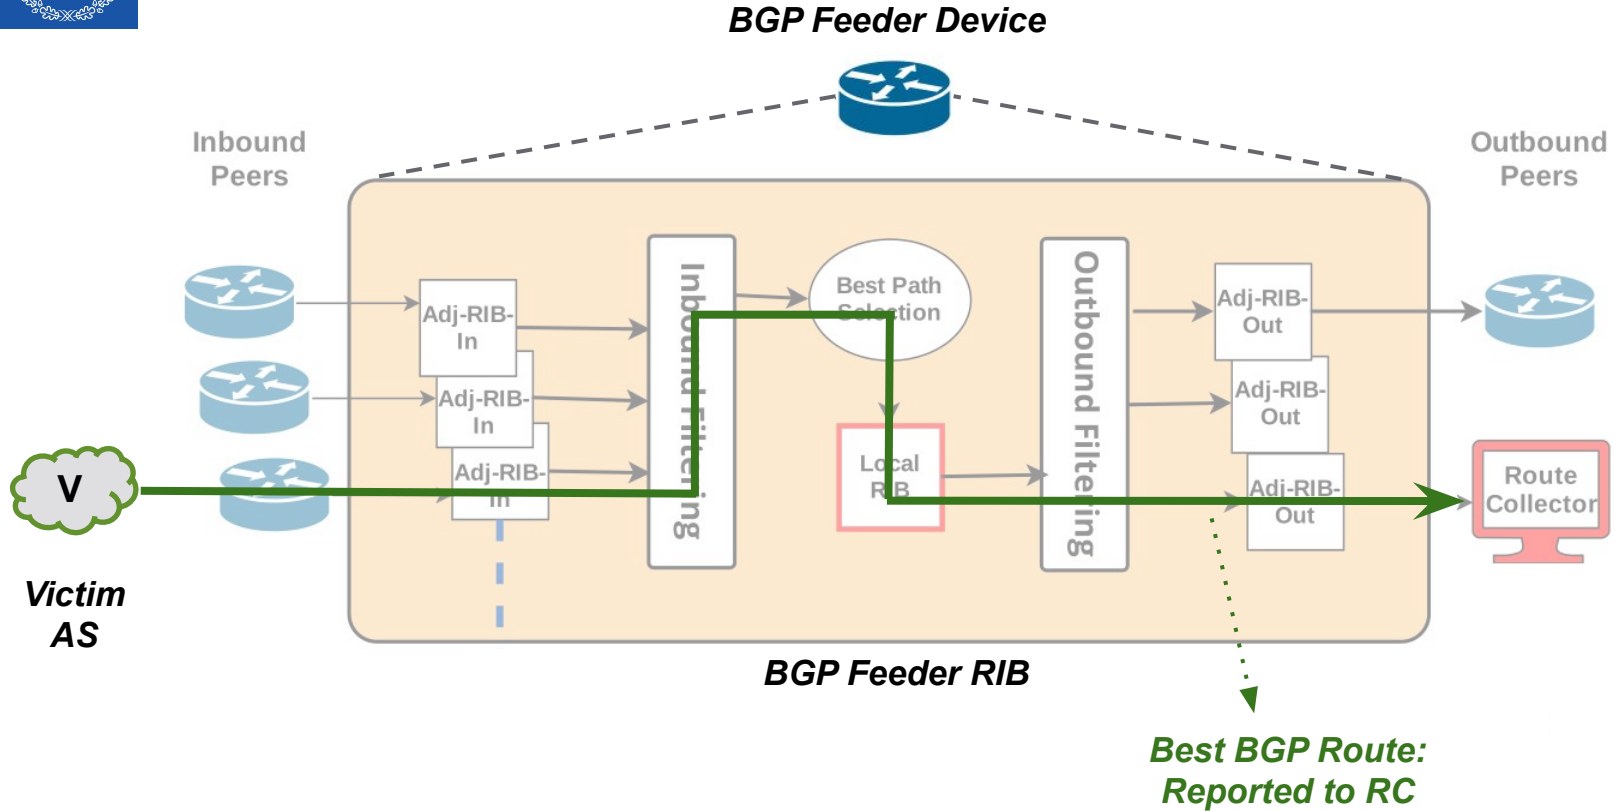 BGP Feeder Device
Inbound
Peers
Outbound
Peers
Adj-RIB-
In
Adj-RIB-
In
Adj-RIB-
In
Inbound Filtering
Best Path
Selection
Local
RIB
Outbound Filtering
Adj-RIB-
Out
Adj-RIB-
Out
Adj-RIB-
Out
Route
Collector
V
Victim
AS
BGP Feeder RIB
Best BGP Route:
Reported to RC